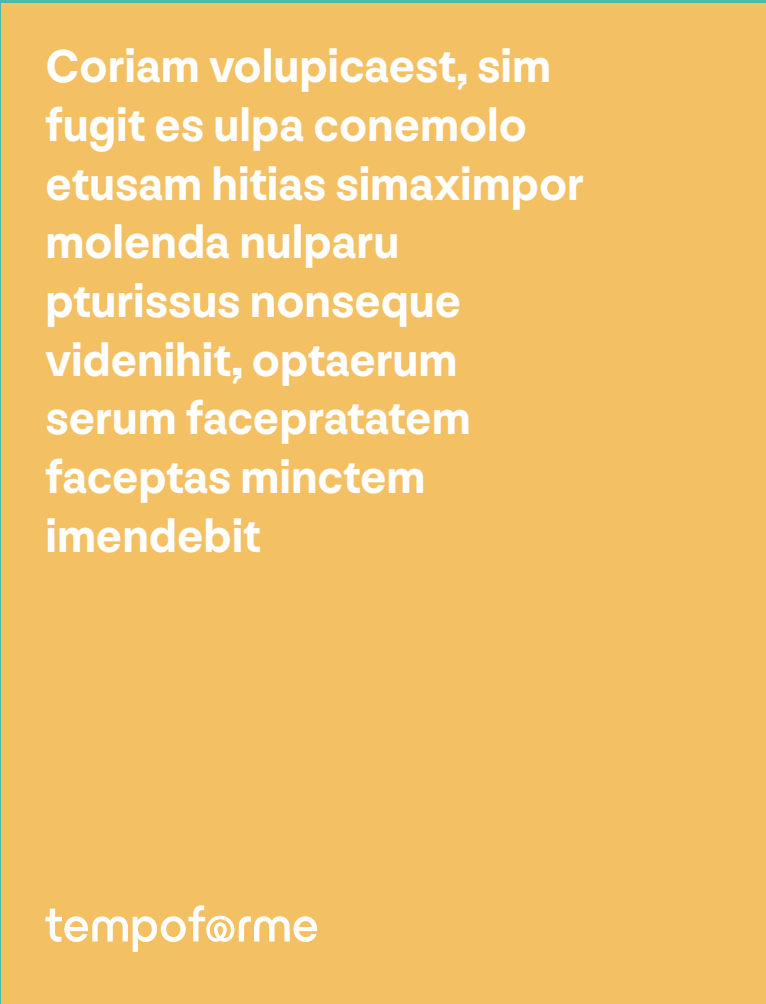 Coriam volupicaest, sim
fugit es ulpa conemolo
etusam hitias simaximpor
molenda nulparu
pturissus nonseque
videnihit, optaerum
serum facepratatem
faceptas minctem
imendebit
tempoforme